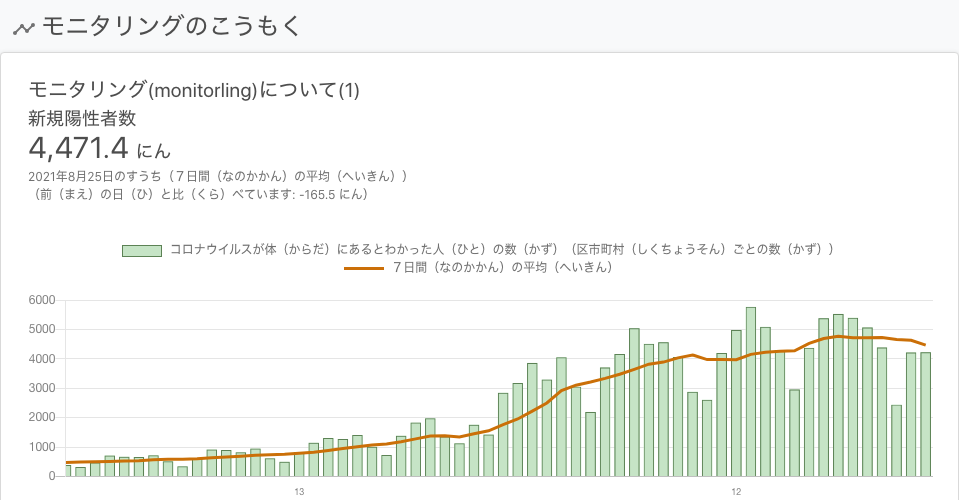 モニタリングのこうもく
モニタリング(monitorling)について(1)
新規陽性者数
4,471.4 にん
2021年8月25日のすうち（７日間（なのかかん）の平均（へいきん））
（前（まえ）の日（ひ）と比（くら）べています: -165.5 にん）
コロナウイルスが体（からだ）にあるとわかった人（ひと）の数（かず）（区市町村（しくちょうそん）ごとの数（かず））
７日間（なのかかん）の平均（へいきん）
6000
5000
4000
3000
2000
1000
0
13 12